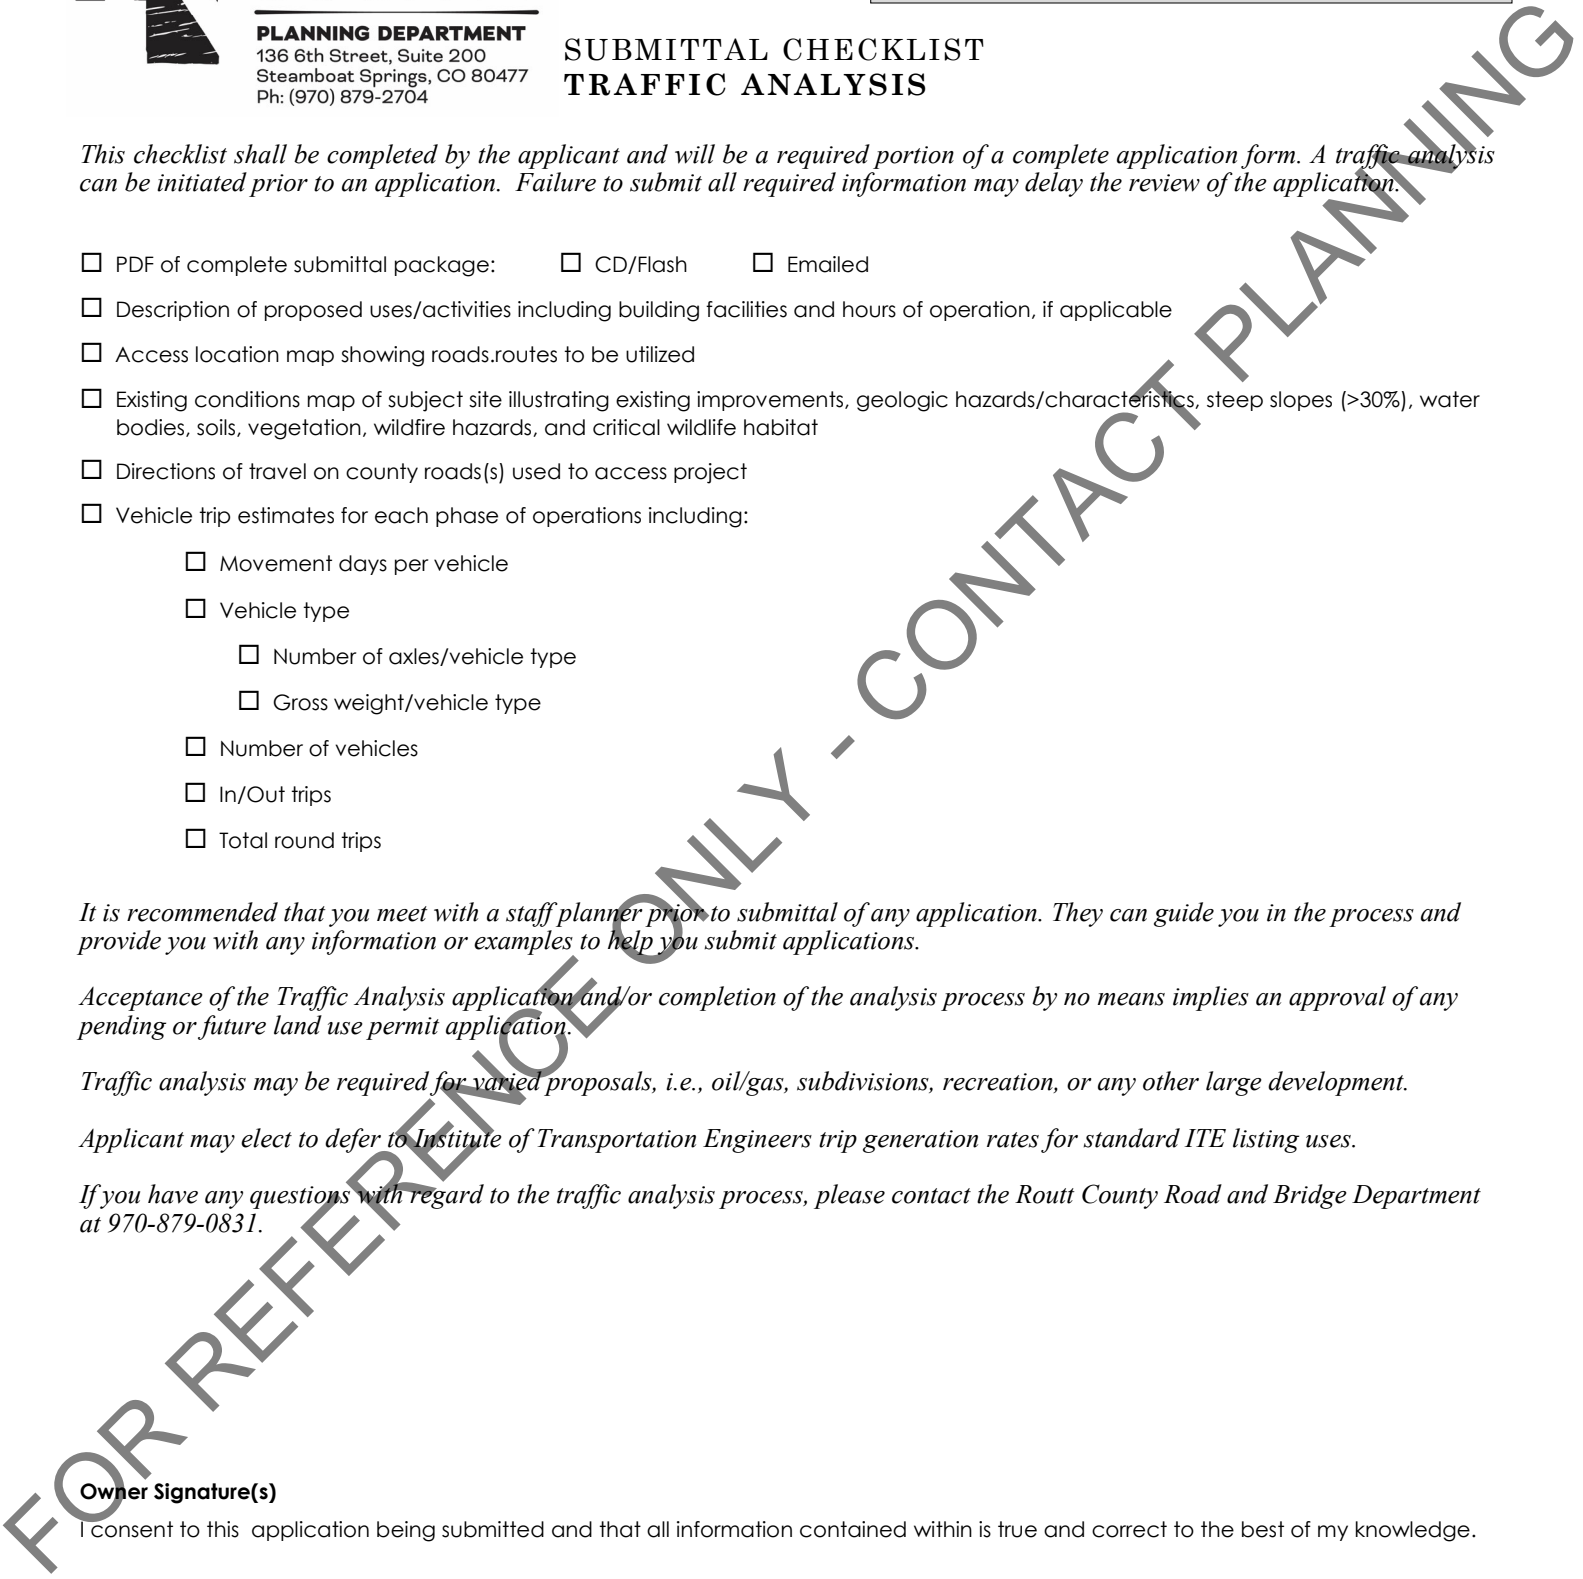 PLANNING DEPARTMENT
136 6th Street, Suite 200
Steamboat Springs, CO 80477
Ph: (970) 879-2704
SUBMITTAL CHECKLIST
TRAFFIC ANALYSIS
This checklist shall be completed by the applicant and will be a required portion of a complete application form. A traffic analysis
can be initiated prior to an application.  Failure to submit all required information may delay the review of the application.
PDF of complete submittal package: CD/Flash Emailed
Description of proposed uses/activities including building facilities and hours of operation, if applicable
Access location map showing roads.routes to be utilized
Existing conditions map of subject site illustrating existing improvements, geologic hazards/characteristics, steep slopes (>30%), water
bodies, soils, vegetation, wildfire hazards, and critical wildlife habitat
Directions of travel on county roads(s) used to access project
Vehicle trip estimates for each phase of operations including:
Movement days per vehicle
Vehicle type
Number of axles/vehicle type
Gross weight/vehicle type
Number of vehicles
In/Out trips
Total round trips
It is recommended that you meet with a staff planner prior to submittal of any application. They can guide you in the process and
provide you with any information or examples to help you submit applications.
Acceptance of the Traffic Analysis application and/or completion of the analysis process by no means implies an approval of any
pending or future land use permit application.
Traffic analysis may be required for varied proposals, i.e., oil/gas, subdivisions, recreation, or any other large development.
Applicant may elect to defer to Institute of Transportation Engineers trip generation rates for standard ITE listing uses.
If you have any questions with regard to the traffic analysis process, please contact the Routt County Road and Bridge Department
at 970-879-0831.
Owner Signature(s)
I consent to this  application being submitted and that all information contained within is true and correct to the best of my knowledge.
FOR REFERENCE ONLY - CONTACT PLANNING